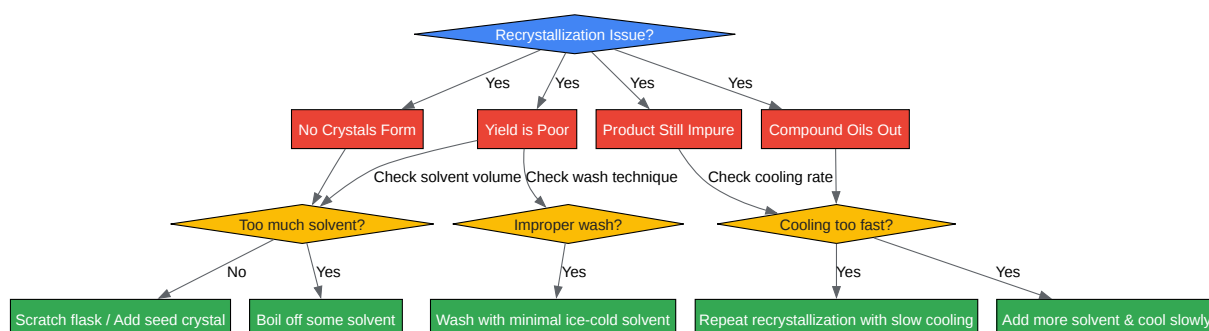 Recrystallization Issue?
Yes
Yes
Yes
Yes
No Crystals Form
Yield is Poor
Product Still Impure
Compound Oils Out
Check solvent volume
Check wash technique
Check cooling rate
Too much solvent?
Improper wash?
Cooling too fast?
No
Yes
Yes
Yes
Yes
Scratch flask / Add seed crystal
Boil off some solvent
Wash with minimal ice-cold solvent
Repeat recrystallization with slow cooling
Add more solvent & cool slowly